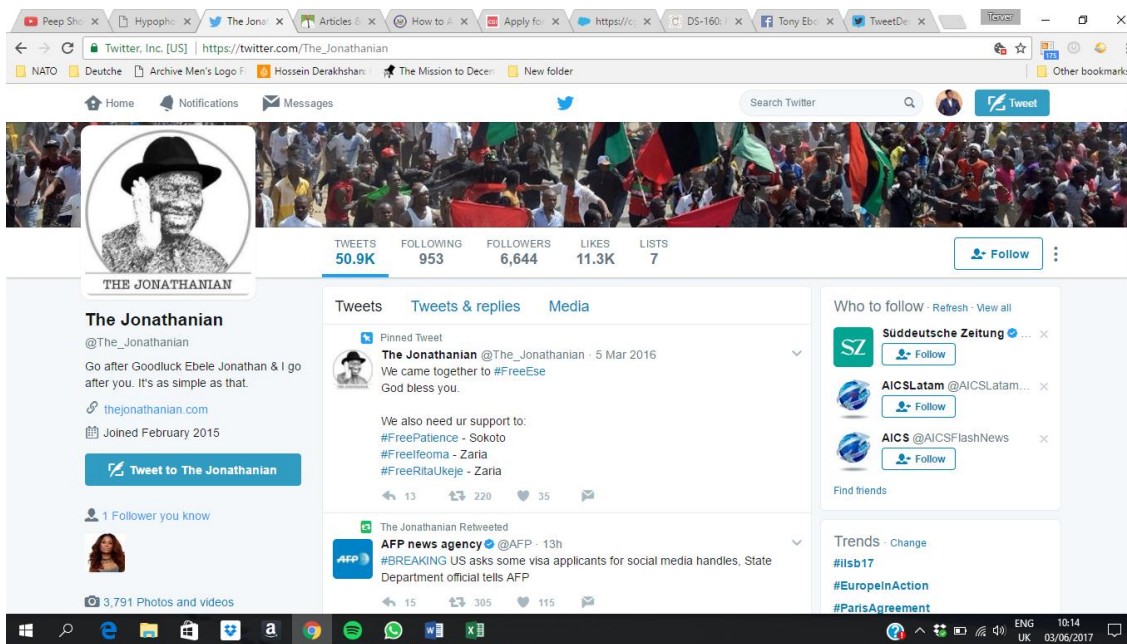 Peep Sho
Hypopho
The Jonat
Articles &
How to A
Apply for
https://c
DS-160:
Tony Ebo
TweetDe
Terver
Twitter, Inc. [US] | https://twitter.com/The_Jonathanian
175
NATO
Deutche
Archive Men's Logo F
Hossein Derakhshan:
The Mission to Decen
New folder
Other bookmarks
Home
Notifications
Messages
Search Twitter
Tweet
THE JONATHANIAN
TWEETS FOLLOWING FOLLOWERS LIKES LISTS
50.9K 953 6,644 11.3K 7
Follow
The Jonathanian
@The_Jonathanian
Go after Goodluck Ebele Jonathan & I go
after you. It's as simple as that.
thejonathanian.com
Joined February 2015
Tweet to The Jonathanian
1 Follower you know
3,791 Photos and videos
Tweets Tweets & replies Media
Pinned Tweet
The Jonathanian @The_Jonathanian · 5 Mar 2016
We came together to #FreeEse
God bless you.
We also need ur support to:
#FreePatience - Sokoto
#FreeIfeoma - Zaria
#FreeRitaUkeje - Zaria
13 220 35
The Jonathanian Retweeted
AFP
AFP news agency @AFP · 13h
#BREAKING US asks some visa applicants for social media handles, State
Department official tells AFP
15 305 115
Who to follow · Refresh · View all
SZ
Süddeutsche Zeitung ...
Follow
AICSLatam @AICSLatam...
Follow
AICS @AICSFlashNews
Follow
Find friends
Trends · Change
#ilsb17
#EuropeInAction
#ParisAgreement
ENG
UK
10:14
03/06/2017